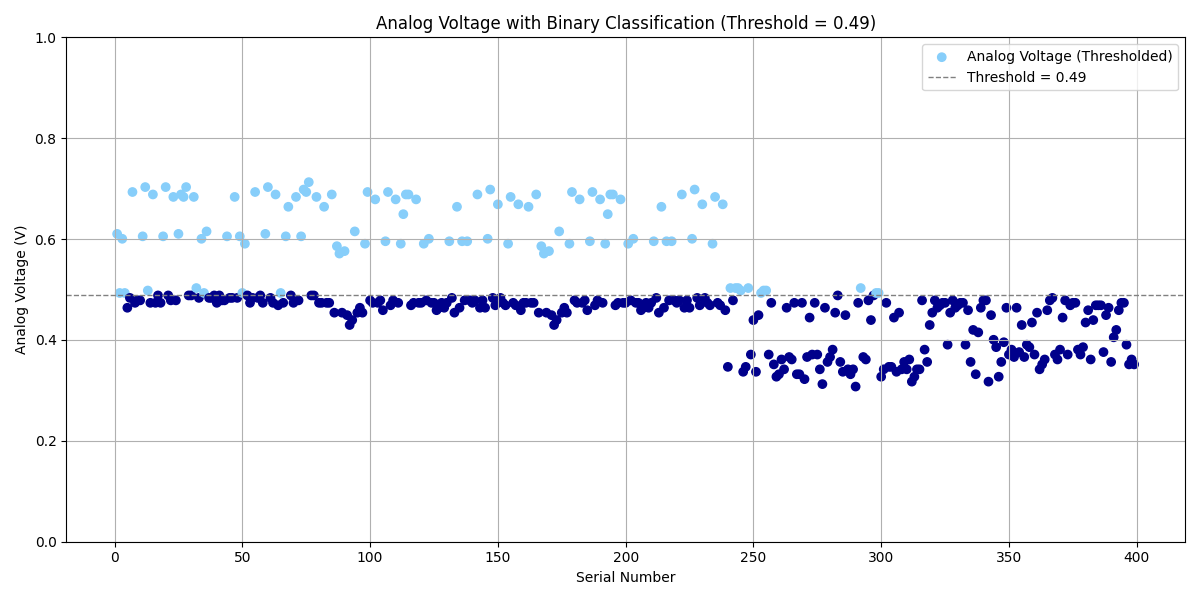 Analog Voltage with Binary Classification (Threshold = 0.49)
Analog Voltage (Thresholded)
Threshold = 0.49
Analog Voltage (V)
1.0
0.8
0.6
0.4
0.2
0.0
0 50 100 150 200 250 300 350 400
Serial Number